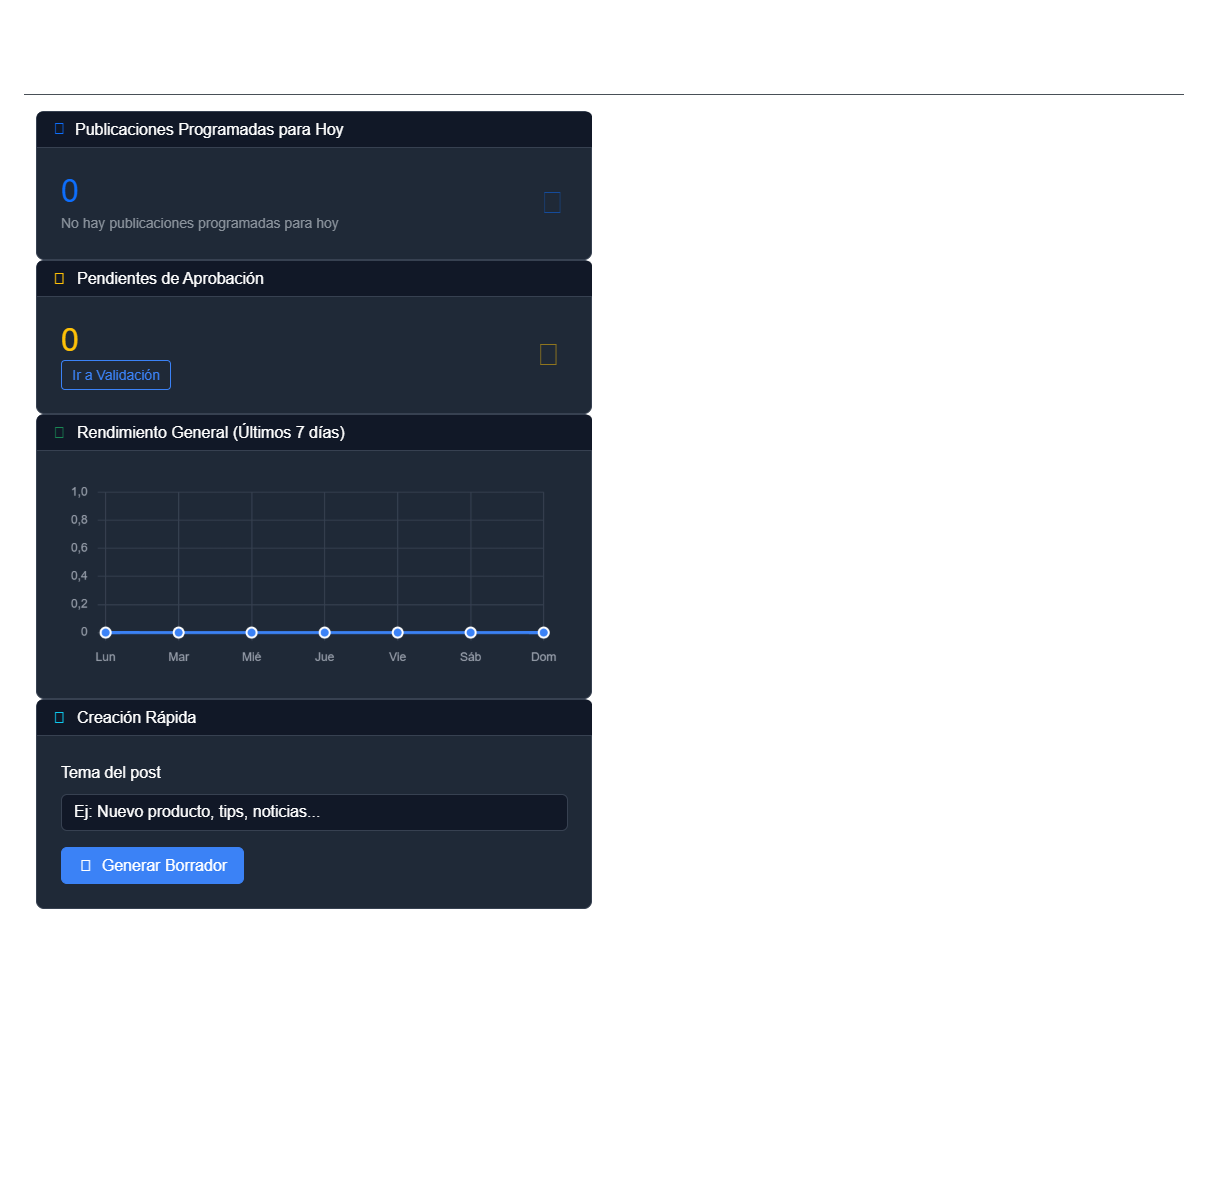 Publicaciones Programadas para Hoy
0
No hay publicaciones programadas para hoy
Pendientes de Aprobación
0
Ir a Validación
Rendimiento General (Últimos 7 días)
1,0
0,8
0,6
0,4
0,2
0
Lun Mar Mié Jue Vie Sáb Dom
Creación Rápida
Tema del post
Ej: Nuevo producto, tips, noticias...
Generar Borrador